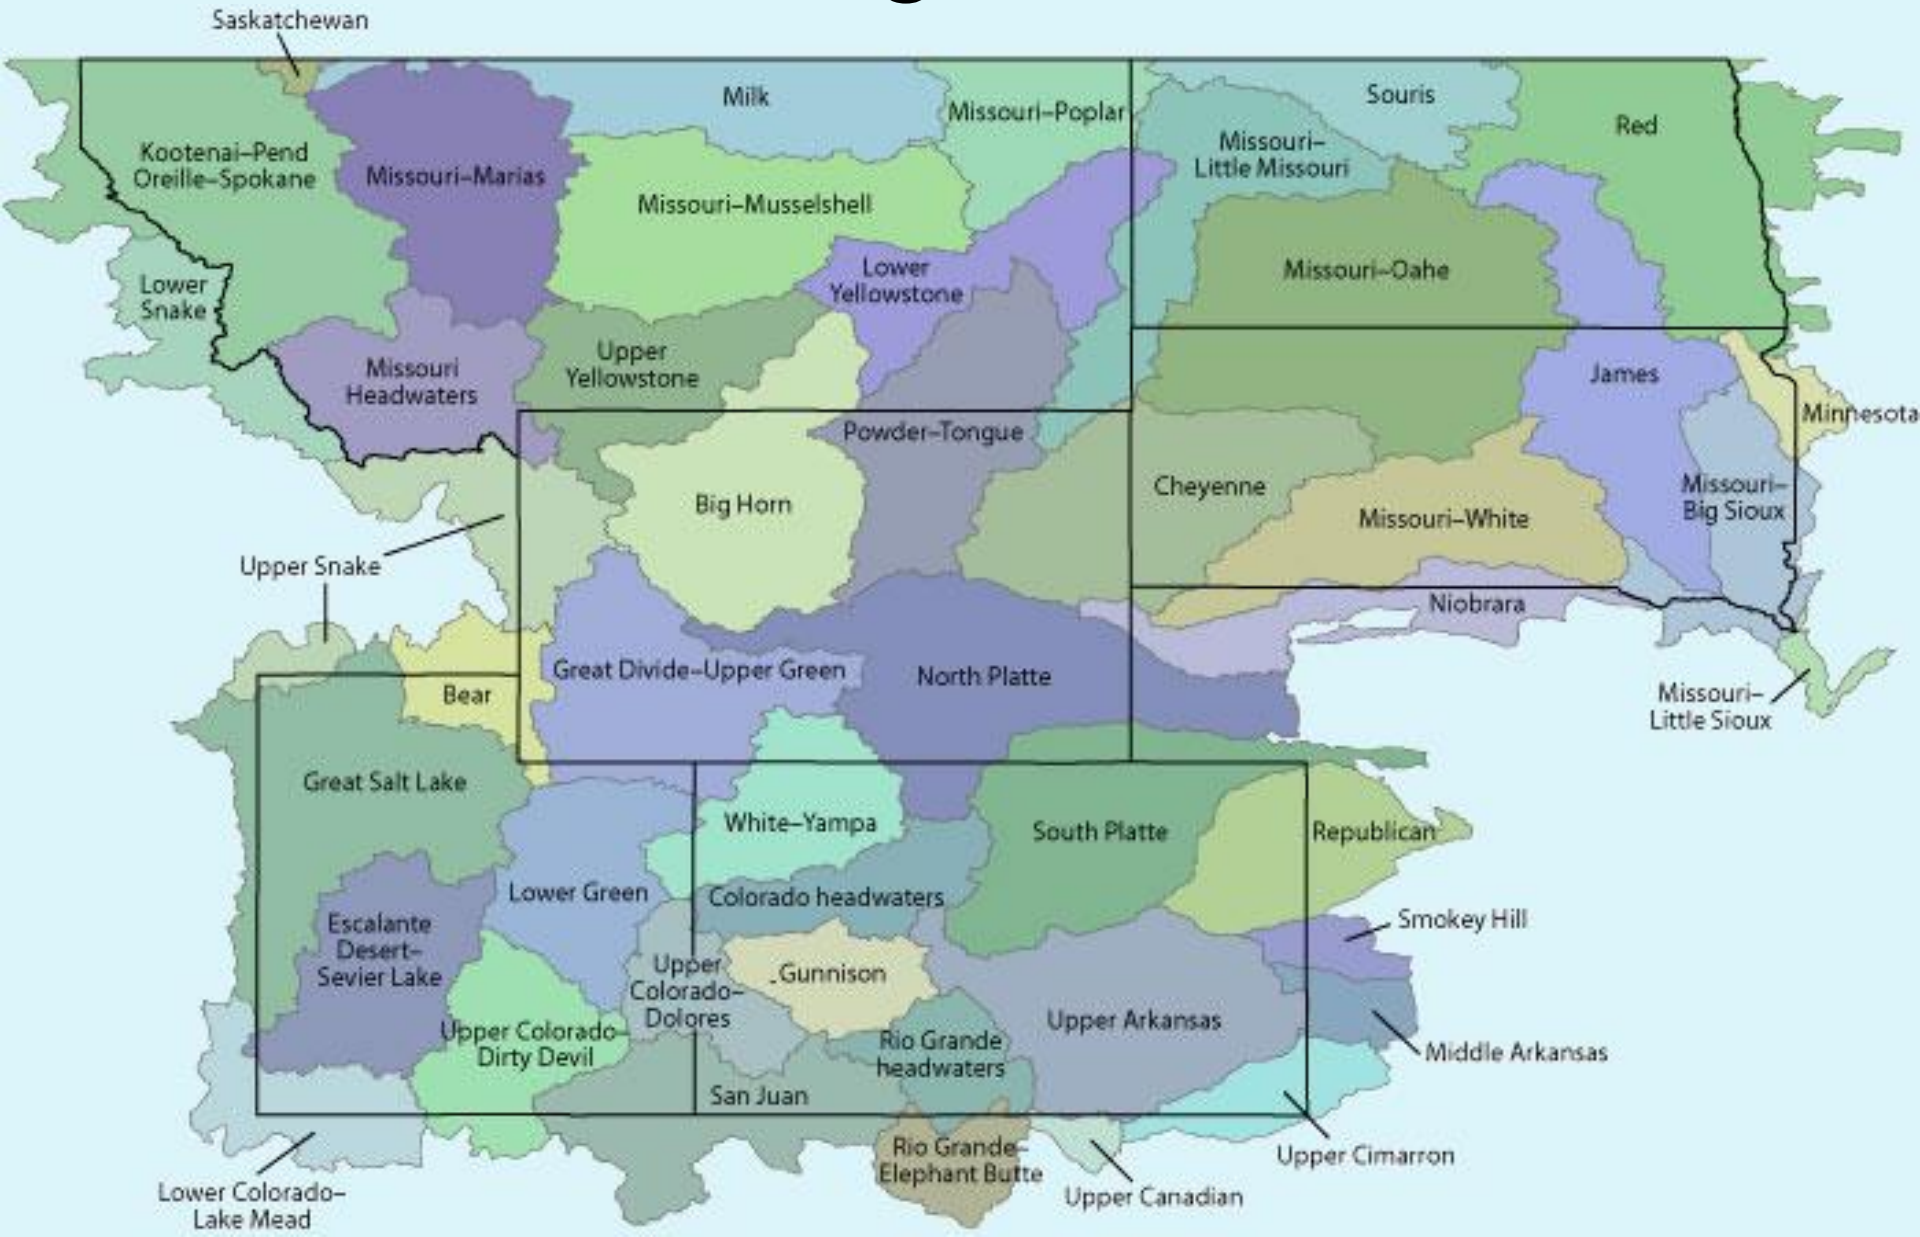 Saskatchewan
Milk
Souris
Missouri–Poplar
Red
Kootenai–Pend
Oreille–Spokane
Missouri–Marias
Missouri–
Little Missouri
Missouri–Musselshell
Lower
Snake
Lower
Yellowstone
Missouri–Oahe
Missouri
Headwaters
Upper
Yellowstone
James
Minnesota
Powder–Tongue
Big Horn
Cheyenne
Missouri–White
Missouri–
Big Sioux
Upper Snake
Niobrara
Great Divide–Upper Green
North Platte
Bear
Missouri–
Little Sioux
Great Salt Lake
White–Yampa
South Platte
Republican
Lower Green
Colorado headwaters
Smokey Hill
Escalante
Desert–
Sevier Lake
Upper
Colorado–
Dolores
Gunnison
Upper Arkansas
Upper Colorado–
Dirty Devil
Rio Grande
headwaters
Middle Arkansas
San Juan
Rio Grande–
Elephant Butte
Upper Cimarron
Upper Canadian
Lower Colorado–
Lake Mead